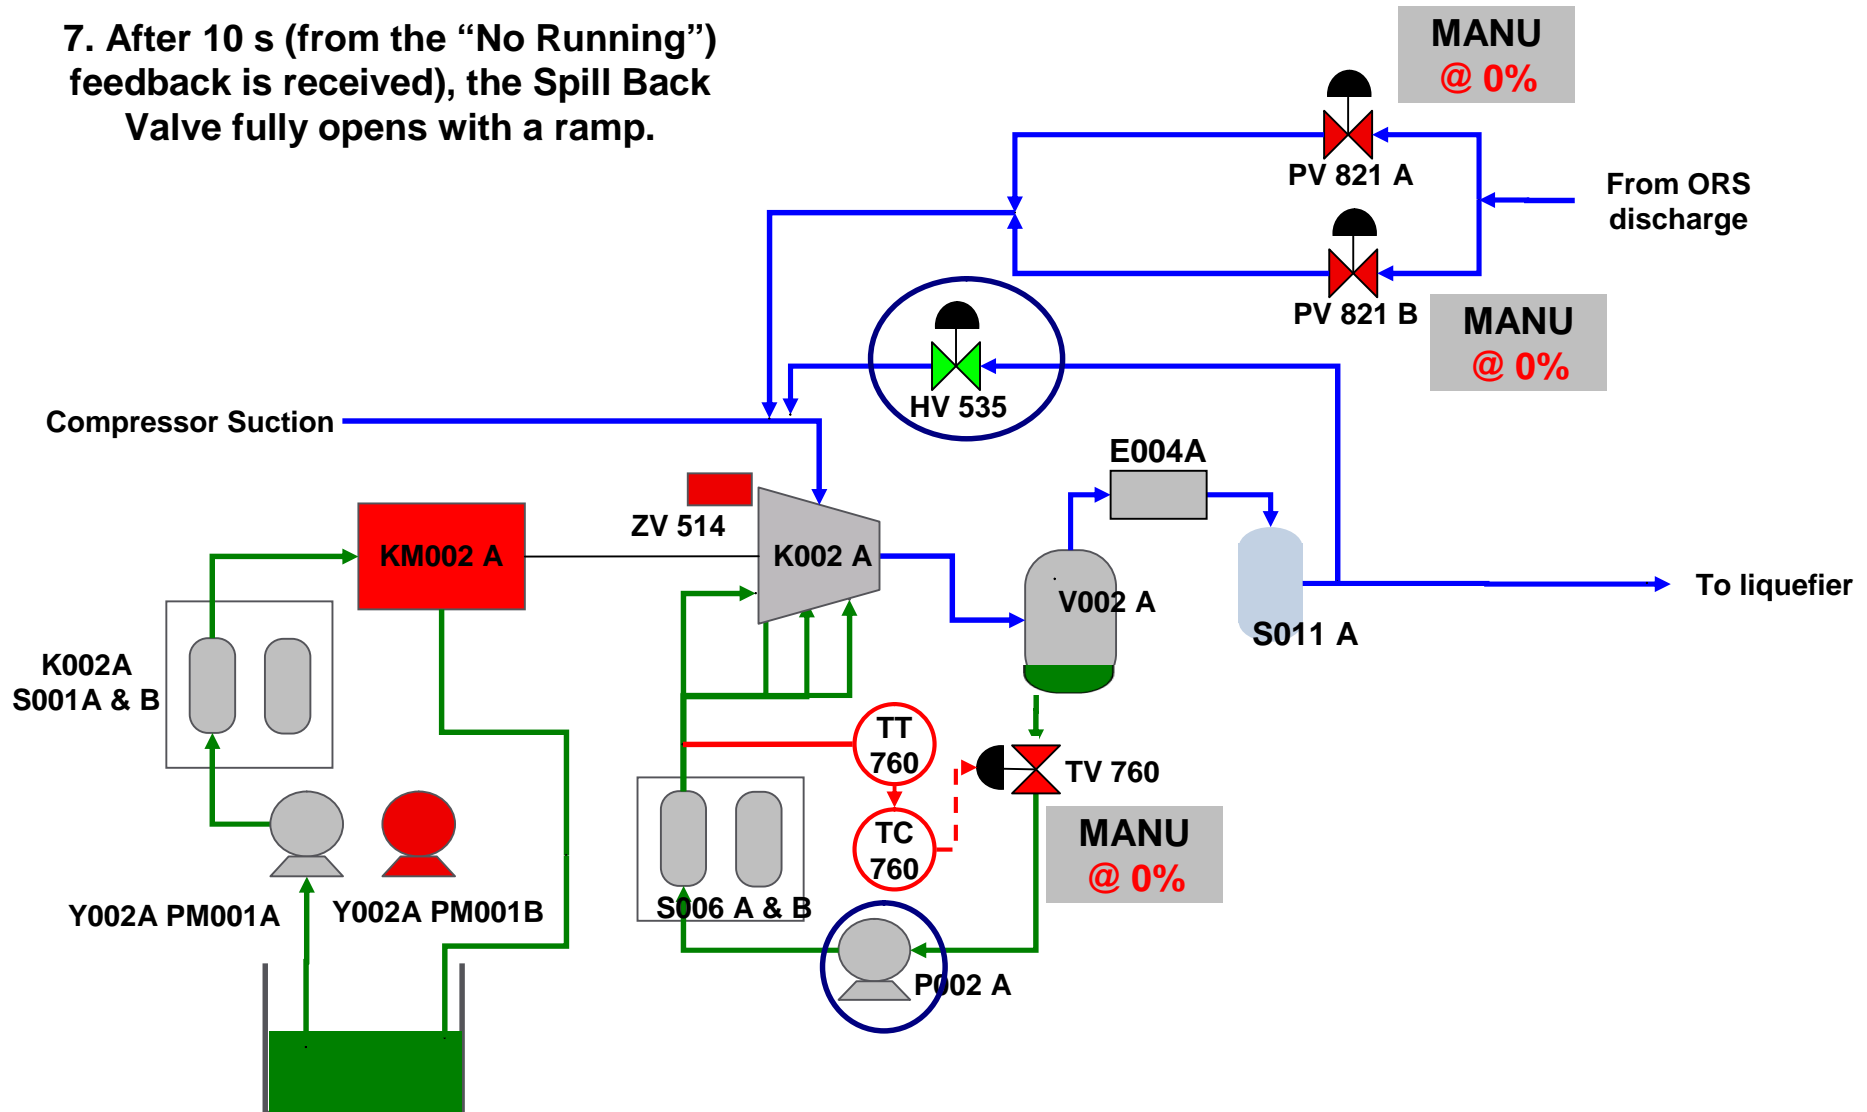 7. After 10 s (from the “No Running”)
feedback is received), the Spill Back
Valve fully opens with a ramp.
MANU
@ 0%
PV 821 A
From ORS
discharge
PV 821 B
MANU
@ 0%
HV 535
Compressor Suction
E004A
ZV 514
KM002 A
K002 A
V002 A
To liquefier
S011 A
K002A
S001A & B
TT
760
TV 760
TC
760
MANU
@ 0%
Y002A PM001A
Y002A PM001B
S006 A & B
P002 A